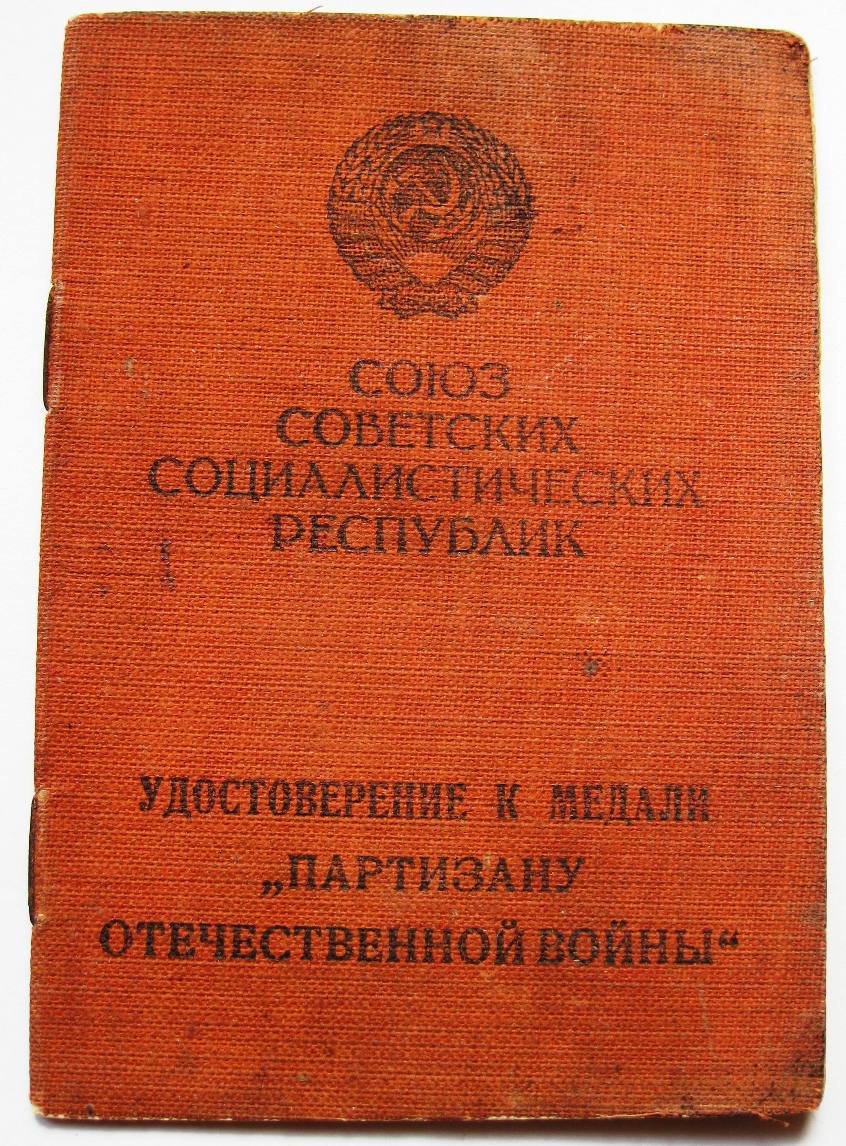 СОЮЗ
СОВЕТСКИХ
СОЦИАЛИСТИЧЕСКИХ
РЕСПУБЛИК
УДОСТОВЕРЕНИЕ К МЕДАЛИ
„ПАРТИЗАНУ
ОТЕЧЕСТВЕННОЙ ВОЙНЫ“